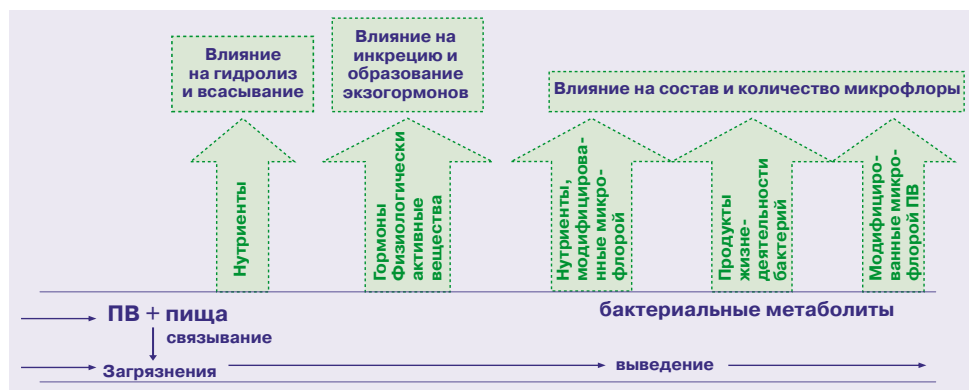 Влияние
на гидролиз
и всасывание
Влияние на
инкрецию и
образование
экзогормонов
Влияние на состав и количество микрофлоры
Нутриенты
Гормоны
физиологически
активные
вещества
Нутриенты,
модифицирова-
нные микро-
флорой
Продукты
жизне-
деятельности
бактерий
Модифициро-
ванные микро-
флорой ПВ
ПВ + пища
бактериальные метаболиты
связывание
Загрязнения
выведение